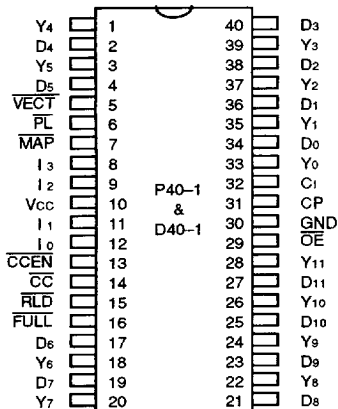 Y4 1 40 D3
D4 2 39 Y3
Y5 3 38 D2
D5 4 37 Y2
VECT 5 36 D1
PL 6 35 Y1
MAP 7 34 D0
I3 8 33 Y0
I2 9 32 CI
VCC 10 P40–1 31 CP
I1 11 & 30 GND
I0 12 D40–1 29 OE
CCEN 13 28 Y11
CC 14 27 D11
RLD 15 26 Y10
FULL 16 25 D10
D6 17 24 Y9
Y6 18 23 D9
D7 19 22 Y8
Y7 20 21 D8